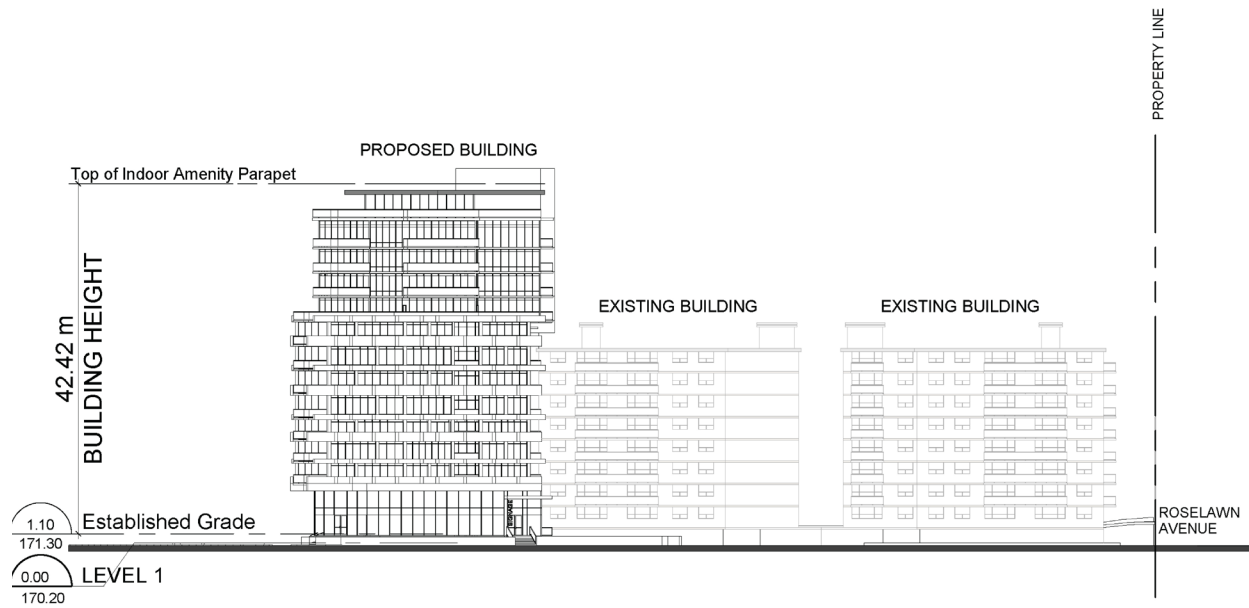 PROPERTY LINE
PROPOSED BUILDING
Top of Indoor Amenity Parapet
42.42 m
BUILDING HEIGHT
EXISTING BUILDING
EXISTING BUILDING
1.10
171.30
Established Grade
ROSELAWN
AVENUE
0.00
170.20
LEVEL 1